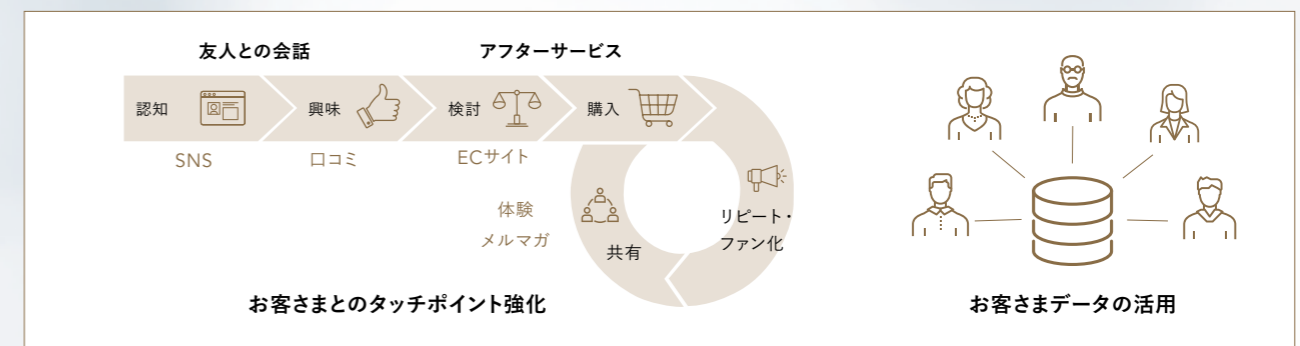 友人との会話
アフターサービス
認知
興味
検討
購入
SNS
口コミ
ECサイト
体験
メルマガ
共有
リピート・
ファン化
お客さまとのタッチポイント強化
お客さまデータの活用